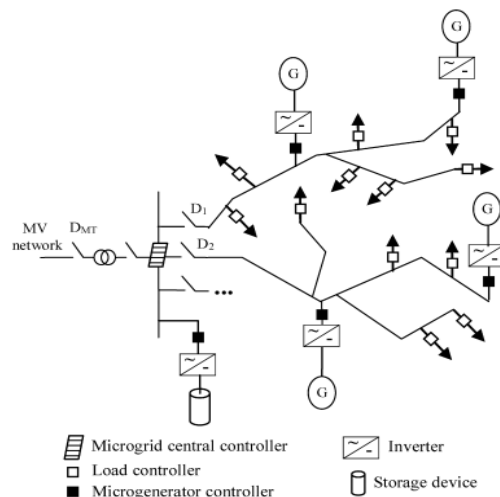 G
G
D1
MV
network
DMT
D2
G
...
G
Microgrid central controller
Inverter
Load controller
Storage device
Microgenerator controller